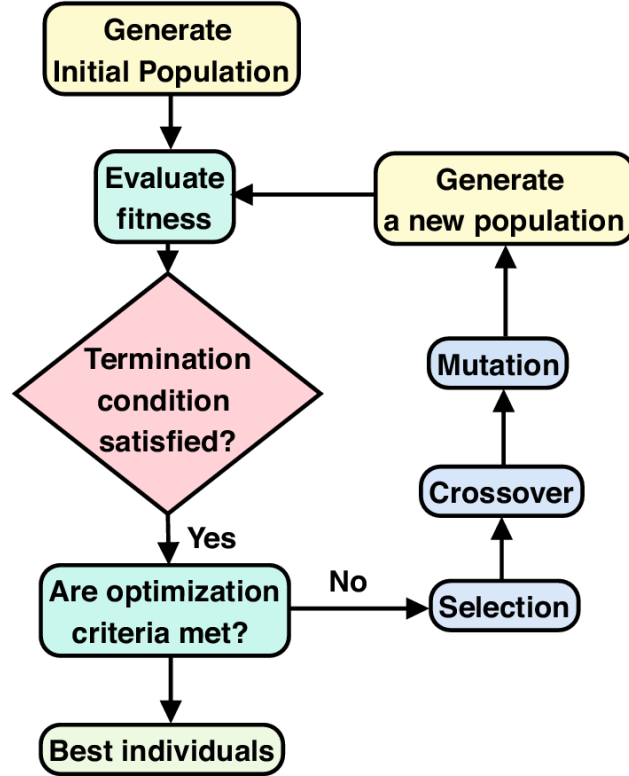 Generate
Initial Population
Evaluate
fitness
Generate
a new population
Termination
condition
satisfied?
Mutation
Crossover
Yes
Are optimization
criteria met?
No
Selection
Best individuals